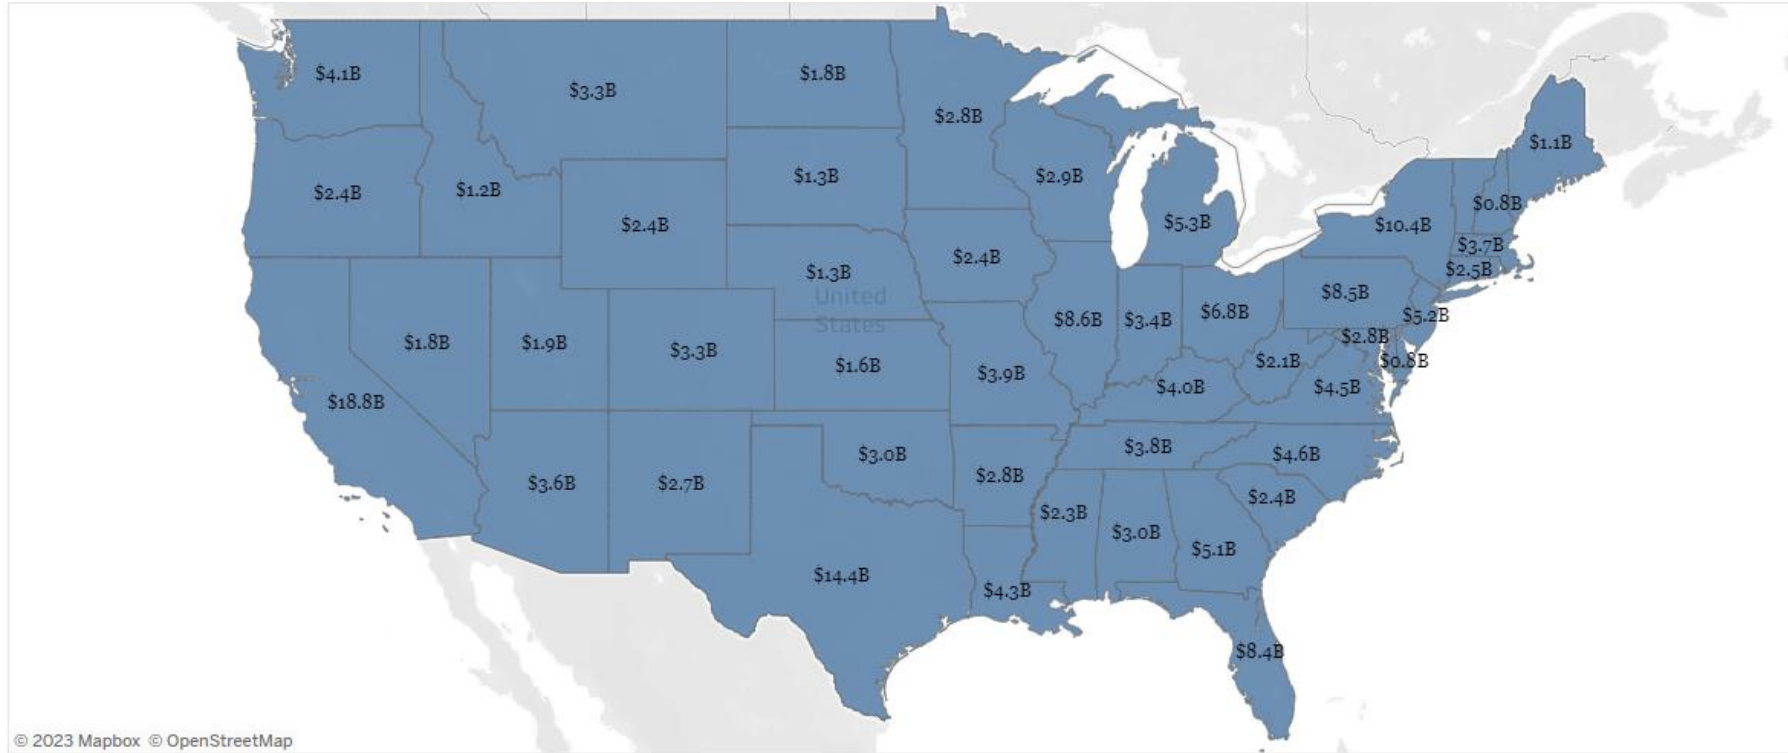 $4.1B
$3.3B
$1.8B
$2.8B
$1.1B
$2.4B
$1.2B
$1.3B
$2.9B
$0.8B
$2.4B
$5.3B
$10.4B
$3.7B
$2.4B
$2.5B
$1.3B
United
States
$8.6B
$3.4B
$6.8B
$8.5B
$5.2B
$1.8B
$1.9B
$3.3B
$1.6B
$3.9B
$4.0B
$2.1B
$2.8B
$0.8B
$4.5B
$18.8B
$3.6B
$2.7B
$3.0B
$2.8B
$3.8B
$4.6B
$2.3B
$3.0B
$2.4B
$5.1B
$14.4B
$4.3B
$8.4B
© 2023 Mapbox © OpenStreetMap